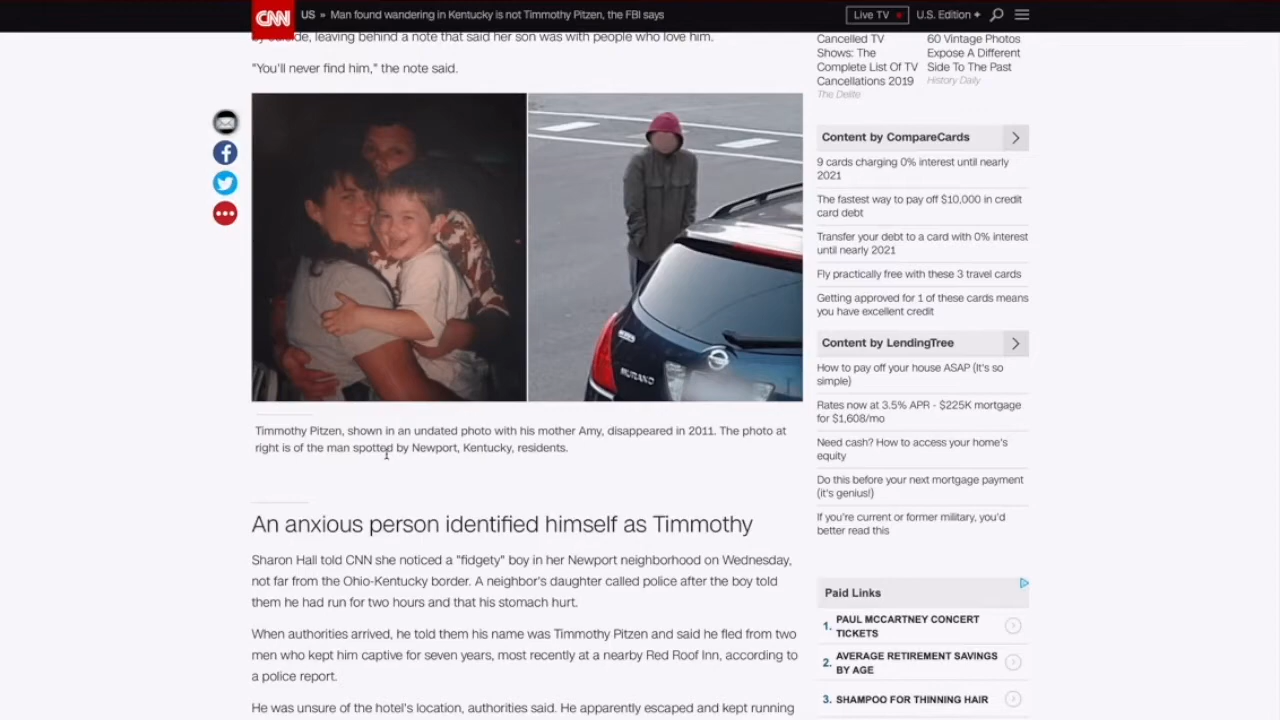 CNN
US » Man found wandering in Kentucky is not Timmothy Pitzen, the FBI says
Live TV
U.S. Edition +
by suicide, leaving behind a note that said her son was with people who love him.
"You'll never find him," the note said.
MURANO
Timmothy Pitzen, shown in an undated photo with his mother Amy, disappeared in 2011. The photo at
right is of the man spotted by Newport, Kentucky, residents.
An anxious person identified himself as Timmothy
Sharon Hall told CNN she noticed a "fidgety" boy in her Newport neighborhood on Wednesday,
not far from the Ohio-Kentucky border. A neighbor's daughter called police after the boy told
them he had run for two hours and that his stomach hurt.
When authorities arrived, he told them his name was Timmothy Pitzen and said he fled from two
men who kept him captive for seven years, most recently at a nearby Red Roof Inn, according to
a police report.
He was unsure of the hotel's location, authorities said. He apparently escaped and kept running
Cancelled TV
Shows: The
Complete List Of TV
Cancellations 2019
The Delite
60 Vintage Photos
Expose A Different
Side To The Past
History Daily
Content by CompareCards
9 cards charging 0% interest until nearly
2021
The fastest way to pay off $10,000 in credit
card debt
Transfer your debt to a card with 0% interest
until nearly 2021
Fly practically free with these 3 travel cards
Getting approved for 1 of these cards means
you have excellent credit
Content by LendingTree
How to pay off your house ASAP (It's so
simple)
Rates now at 3.5% APR - $225K mortgage
for $1,608/mo
Need cash? How to access your home's
equity
Do this before your next mortgage payment
(it's genius!)
If you're current or former military, you'd
better read this
Paid Links
1. PAUL MCCARTNEY CONCERT
TICKETS
2. AVERAGE RETIREMENT SAVINGS
BY AGE
3. SHAMPOO FOR THINNING HAIR